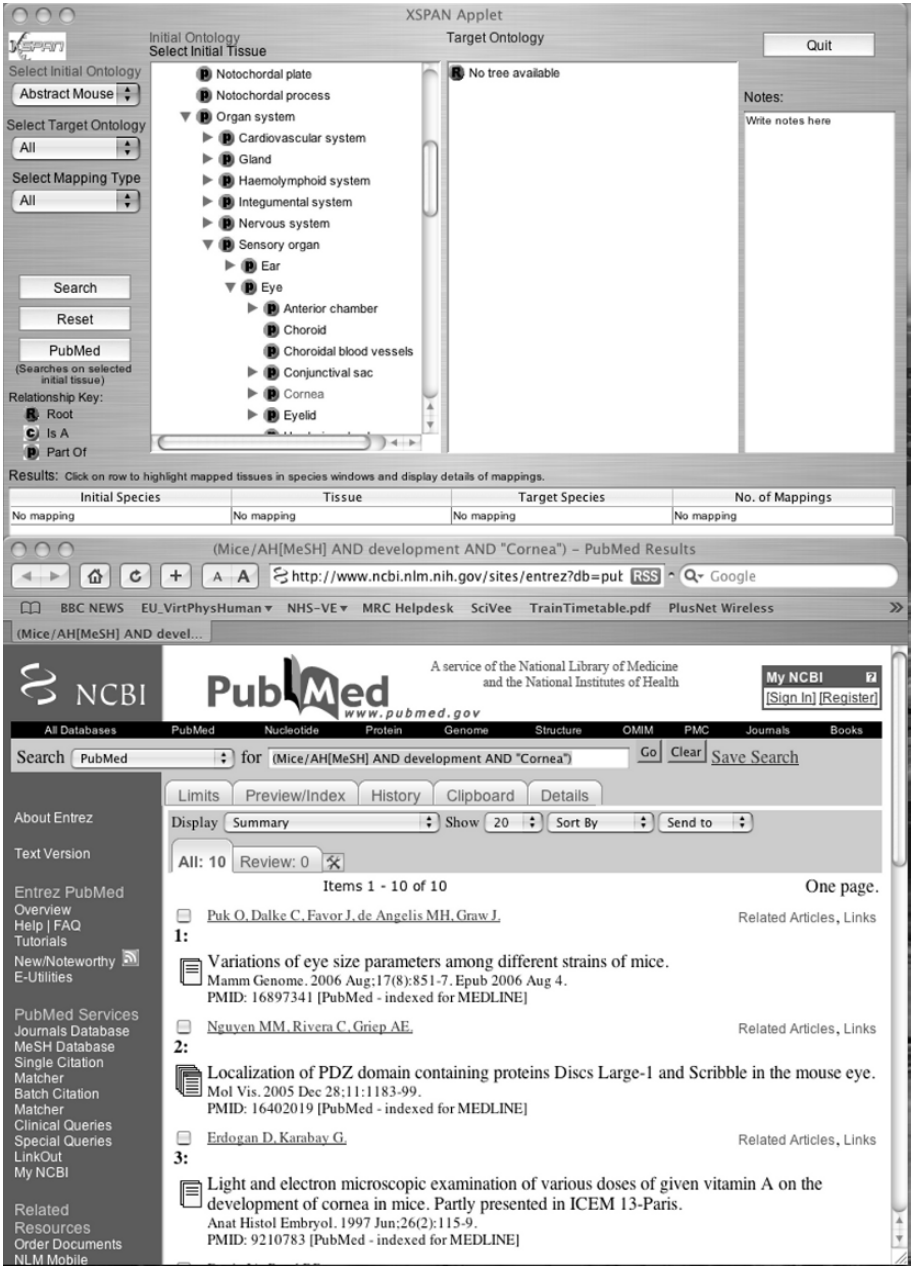 XSPAN Applet
XSPAN
Initial Ontology
Select Initial Tissue
Target Ontology
Quit
Select Initial Ontology
Abstract Mouse
Select Target Ontology
All
Select Mapping Type
All
Search
Reset
PubMed
(Searches on selected
initial tissue)
Relationship Key:
R Root
C Is A
P Part Of
P Notochordal plate
P Notochordal process
P Organ system
P Cardiovascular system
P Gland
P Haemolymphoid system
P Integumental system
P Nervous system
P Sensory organ
P Ear
P Eye
P Anterior chamber
P Choroid
P Choroidal blood vessels
P Conjunctival sac
P Cornea
P Eyelid
R No tree available
Notes:
Write notes here
Results: Click on row to highlight mapped tissues in species windows and display details of mappings.
Initial Species Tissue Target Species No. of Mappings
No mapping No mapping No mapping No mapping
(Mice/AH[MeSH] AND development AND "Cornea") – PubMed Results
A A http://www.ncbi.nlm.nih.gov/sites/entrez?db=pub RSS Google
BBC NEWS EU_VirtPhysHuman NHS-VE MRC Helpdesk SciVee TrainTimetable.pdf PlusNet Wireless
(Mice/AH[MeSH] AND devel...
NCBI
PubMed
www.pubmed.gov
A service of the National Library of Medicine
and the National Institutes of Health
My NCBI ?
[Sign In] [Register]
All Databases PubMed Nucleotide Protein Genome Structure OMIM PMC Journals Books
Search PubMed for (Mice/AH[MeSH] AND development AND "Cornea") Go Clear Save Search
Limits Preview/Index History Clipboard Details
Display Summary Show 20 Sort By Send to
All: 10 Review: 0
Items 1 - 10 of 10 One page.
About Entrez
Text Version
Entrez PubMed
Overview
Help | FAQ
Tutorials
New/Noteworthy
E-Utilities
PubMed Services
Journals Database
MeSH Database
Single Citation
Matcher
Batch Citation
Matcher
Clinical Queries
Special Queries
LinkOut
My NCBI
Related
Resources
Order Documents
NLM Mobile
Puk O, Dalke C, Favor J, de Angelis MH, Graw J. Related Articles, Links
1:
Variations of eye size parameters among different strains of mice.
Mamm Genome. 2006 Aug;17(8):851-7. Epub 2006 Aug 4.
PMID: 16897341 [PubMed - indexed for MEDLINE]
Nguyen MM, Rivera C, Griep AE. Related Articles, Links
2:
Localization of PDZ domain containing proteins Discs Large-1 and Scribble in the mouse eye.
Mol Vis. 2005 Dec 28;11:1183-99.
PMID: 16402019 [PubMed - indexed for MEDLINE]
Erdogan D, Karabay G. Related Articles, Links
3:
Light and electron microscopic examination of various doses of given vitamin A on the
development of cornea in mice. Partly presented in ICEM 13-Paris.
Anat Histol Embryol. 1997 Jun;26(2):115-9.
PMID: 9210783 [PubMed - indexed for MEDLINE]